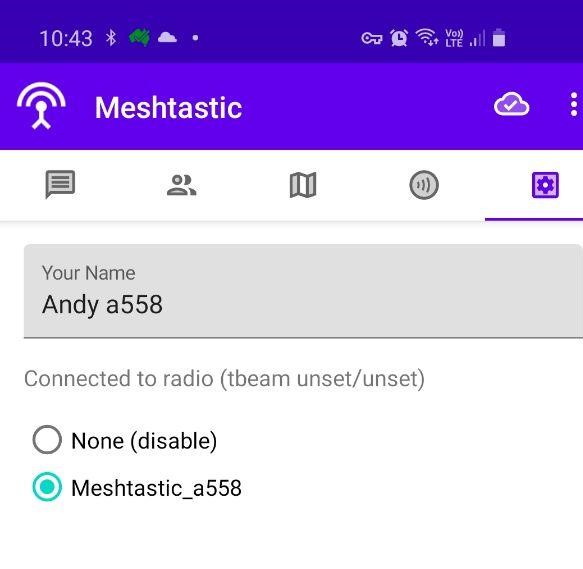 10:43
Vo))
LTE
Meshtastic
Your Name
Andy a558
Connected to radio (tbeam unset/unset)
None (disable)
Meshtastic_a558